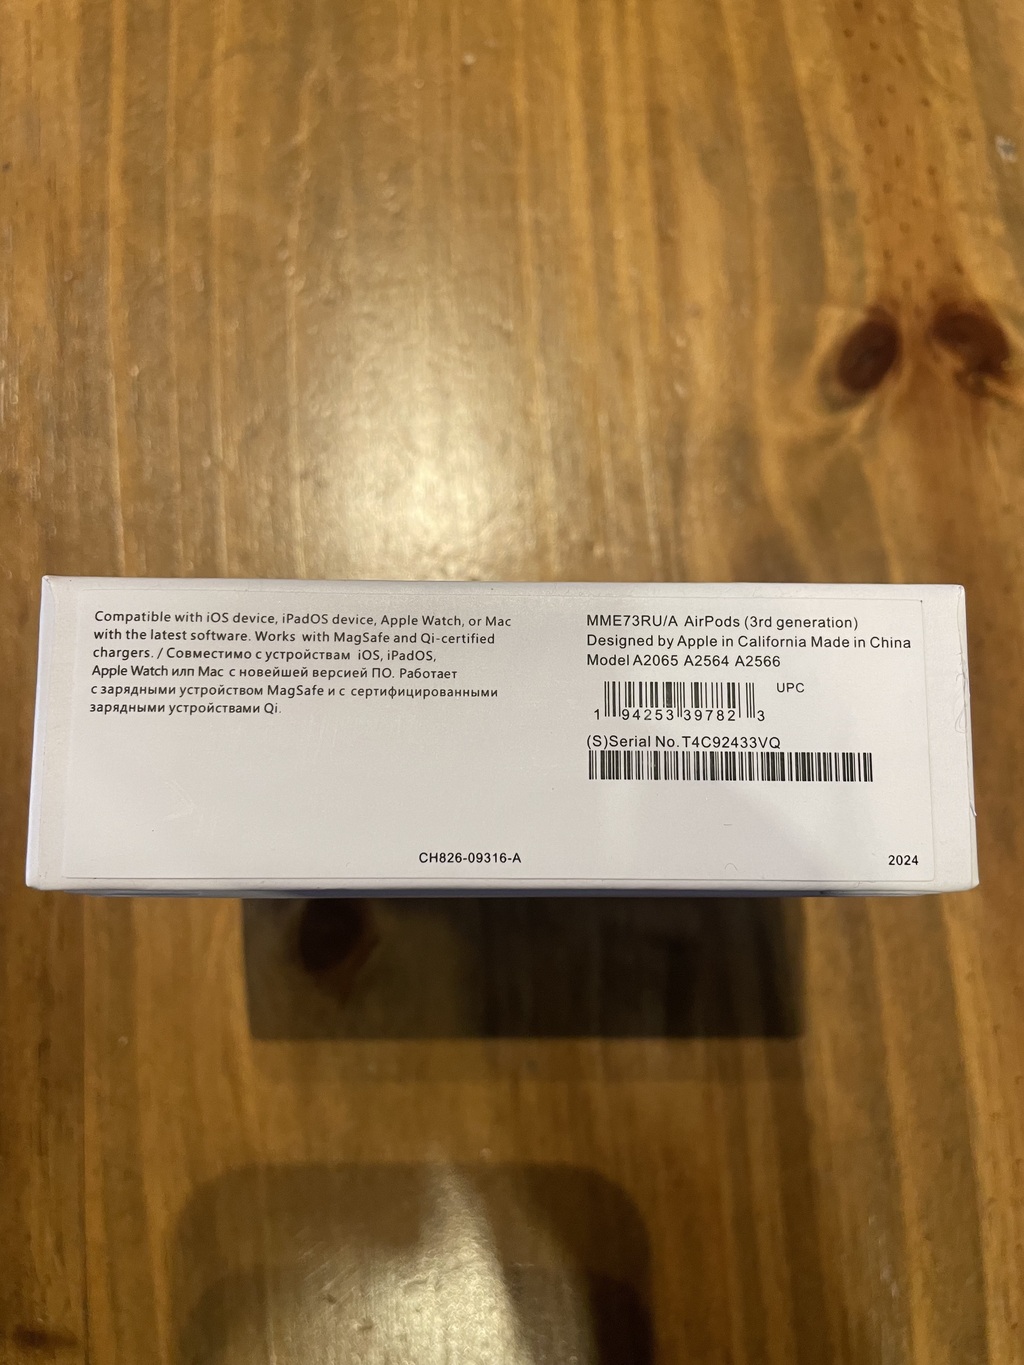 Compatible with iOS device, iPadOS device, Apple Watch, or Mac
with the latest software. Works with MagSafe and Qi-certified
chargers. / Совместимо с устройствам iOS, iPadOS,
Apple Watch илп Mac с новейшей версией ПО. Работает
с зарядными устройством MagSafe и с сертифицированными
зарядными устройствами Qi.
CH826-09316-A
MME73RU/A AirPods (3rd generation)
Designed by Apple in California Made in China
Model A2065 A2564 A2566
UPC
1 94253 39782 3
(S)Serial No. T4C92433VQ
2024